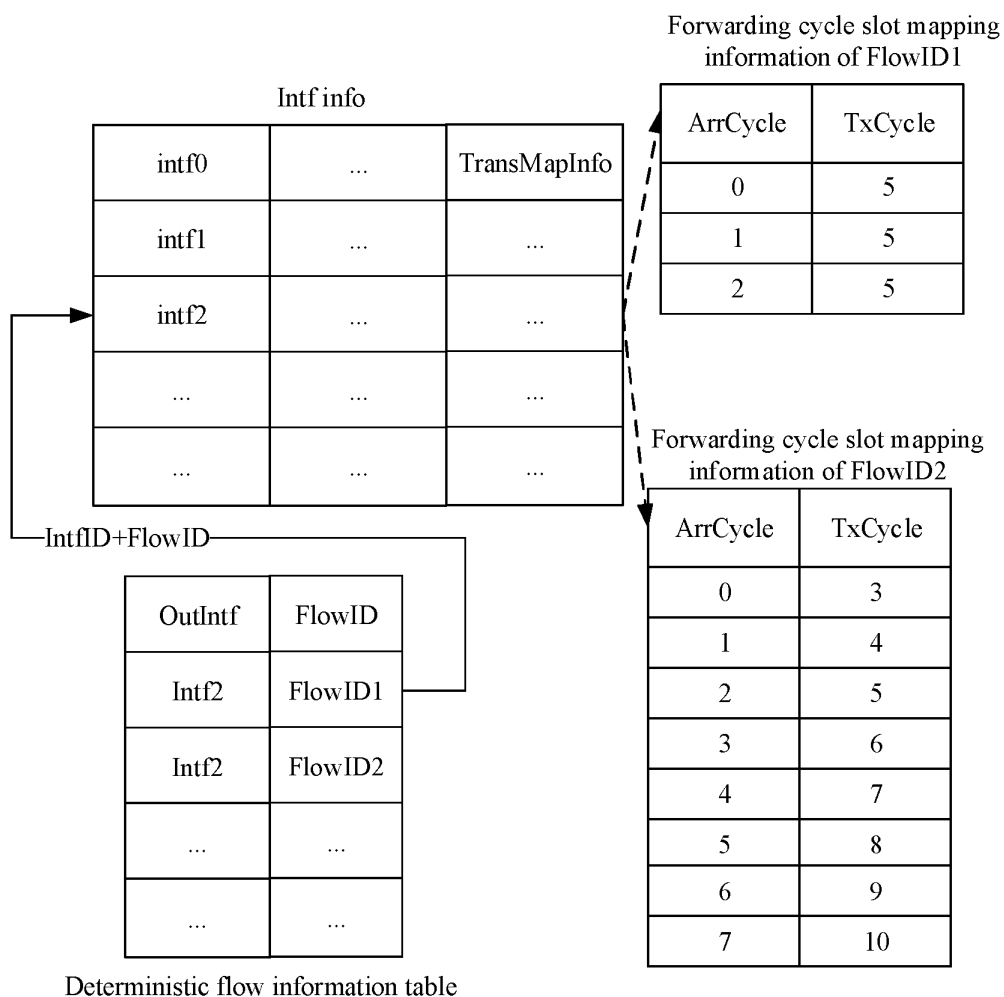 Forwarding cycle slot mapping
information of FlowID1
ArrCycle TxCycle
0 5
1 5
2 5
Intf info
intf0 ... TransMapInfo
intf1 ... ...
intf2 ... ...
... ... ...
... ... ...
Forwarding cycle slot mapping
information of FlowID2
ArrCycle TxCycle
0 3
1 4
2 5
3 6
4 7
5 8
6 9
7 10
IntfID+FlowID
OutIntf FlowID
Intf2 FlowID1
Intf2 FlowID2
... ...
... ...
Deterministic flow information table